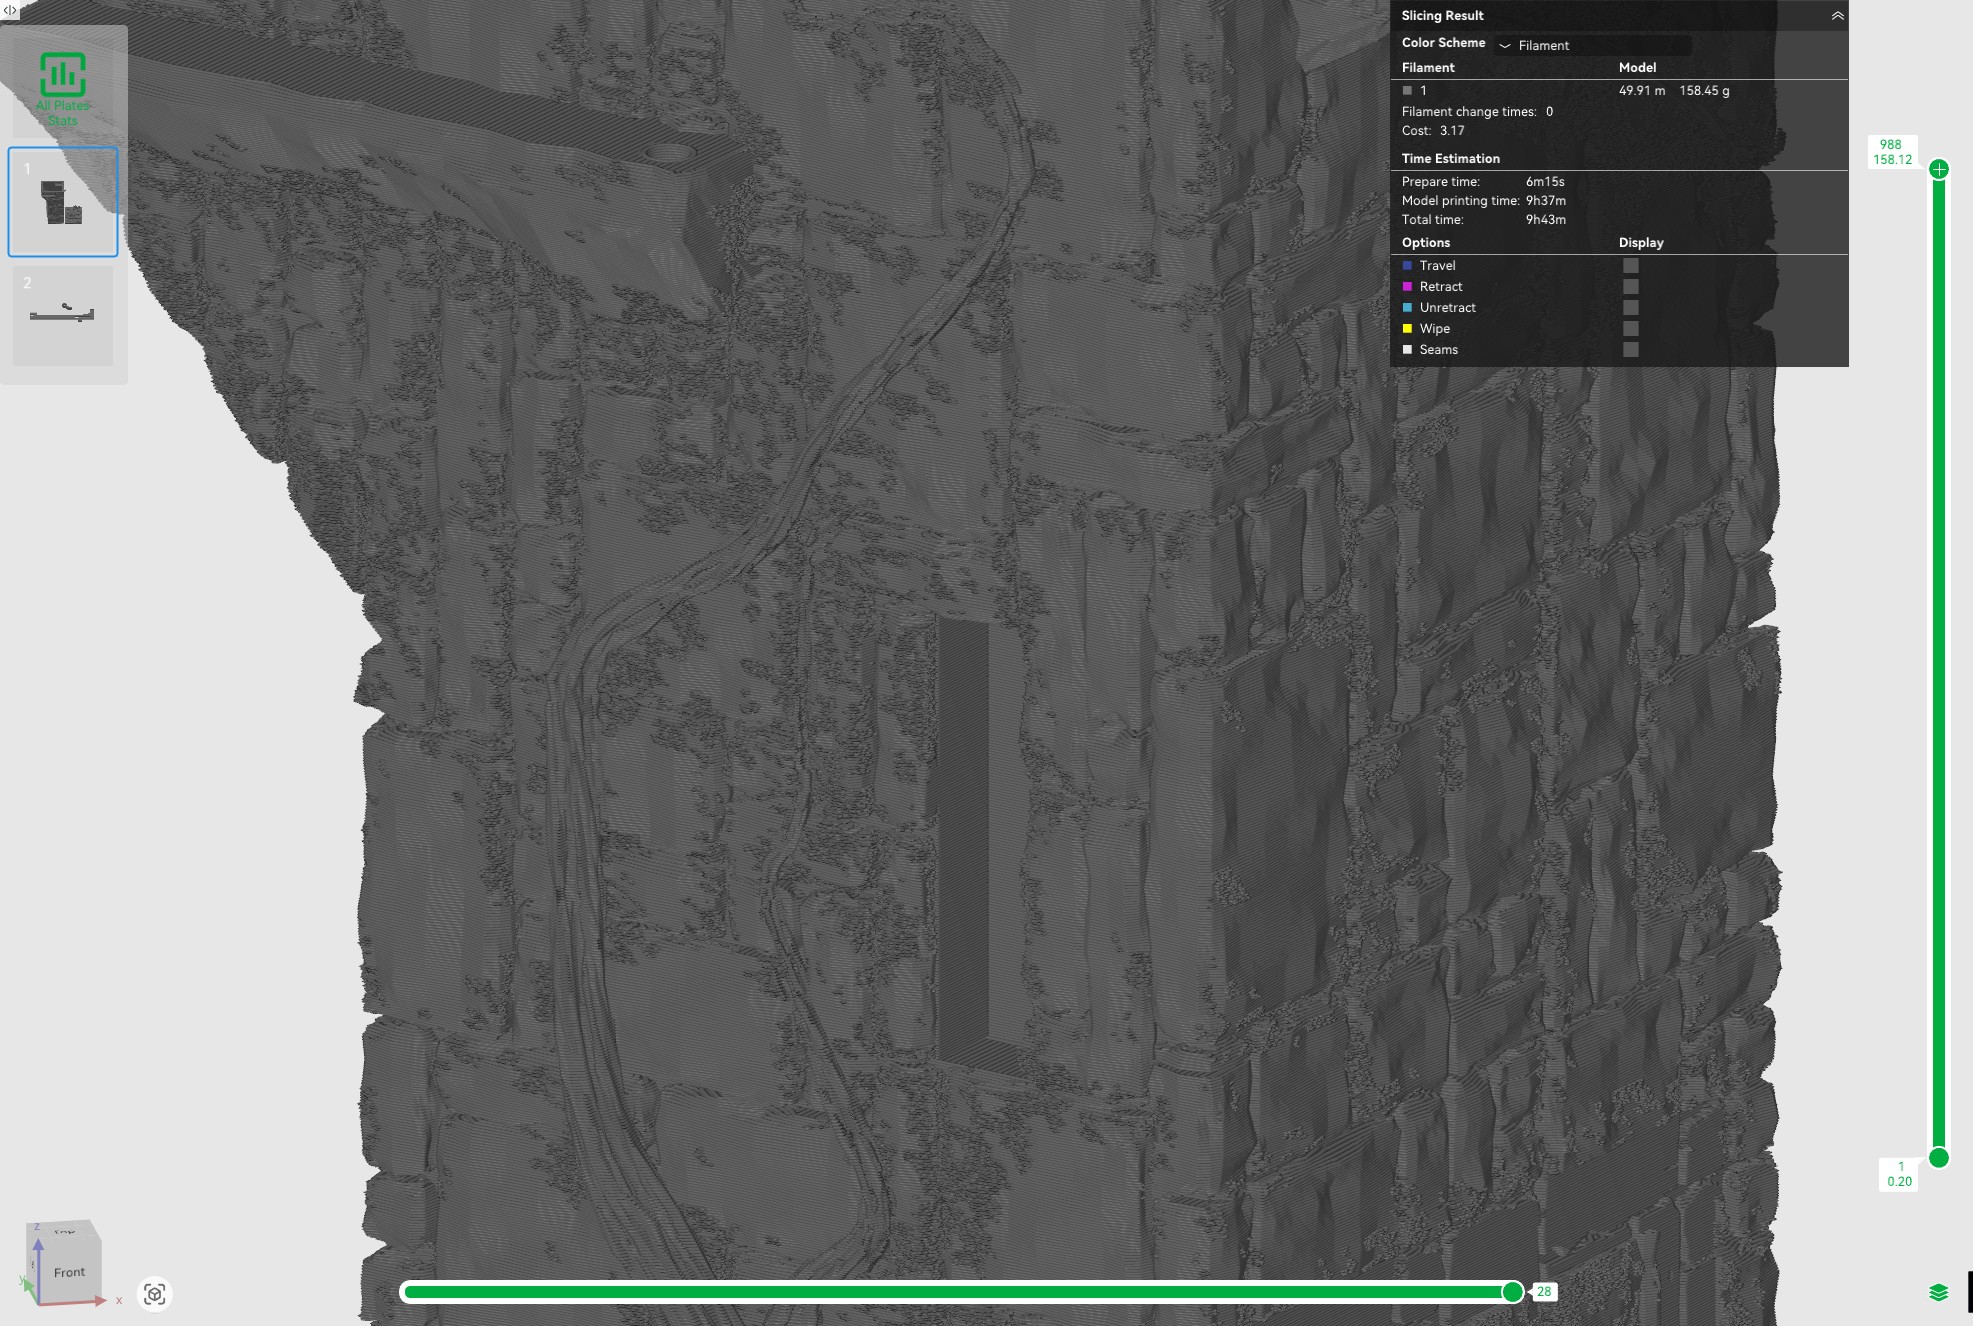 All Plates
Stats
1
2
Slicing Result
Color Scheme Filament
Filament Model
1 49.91 m 158.45 g
Filament change times: 0
Cost: 3.17
Time Estimation
Prepare time: 6m15s
Model printing time: 9h37m
Total time: 9h43m
Options Display
Travel
Retract
Unretract
Wipe
Seams
988
158.12
1
0.20
z
Front
y
x
28